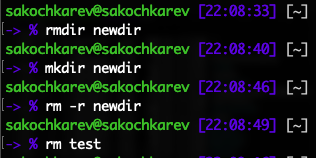 sakochkarev@sakochkarev [22:08:33] [~]
-> % rmdir newdir
sakochkarev@sakochkarev [22:08:40] [~]
-> % mkdir newdir
sakochkarev@sakochkarev [22:08:46] [~]
-> % rm -r newdir
sakochkarev@sakochkarev [22:08:49] [~]
-> % rm test